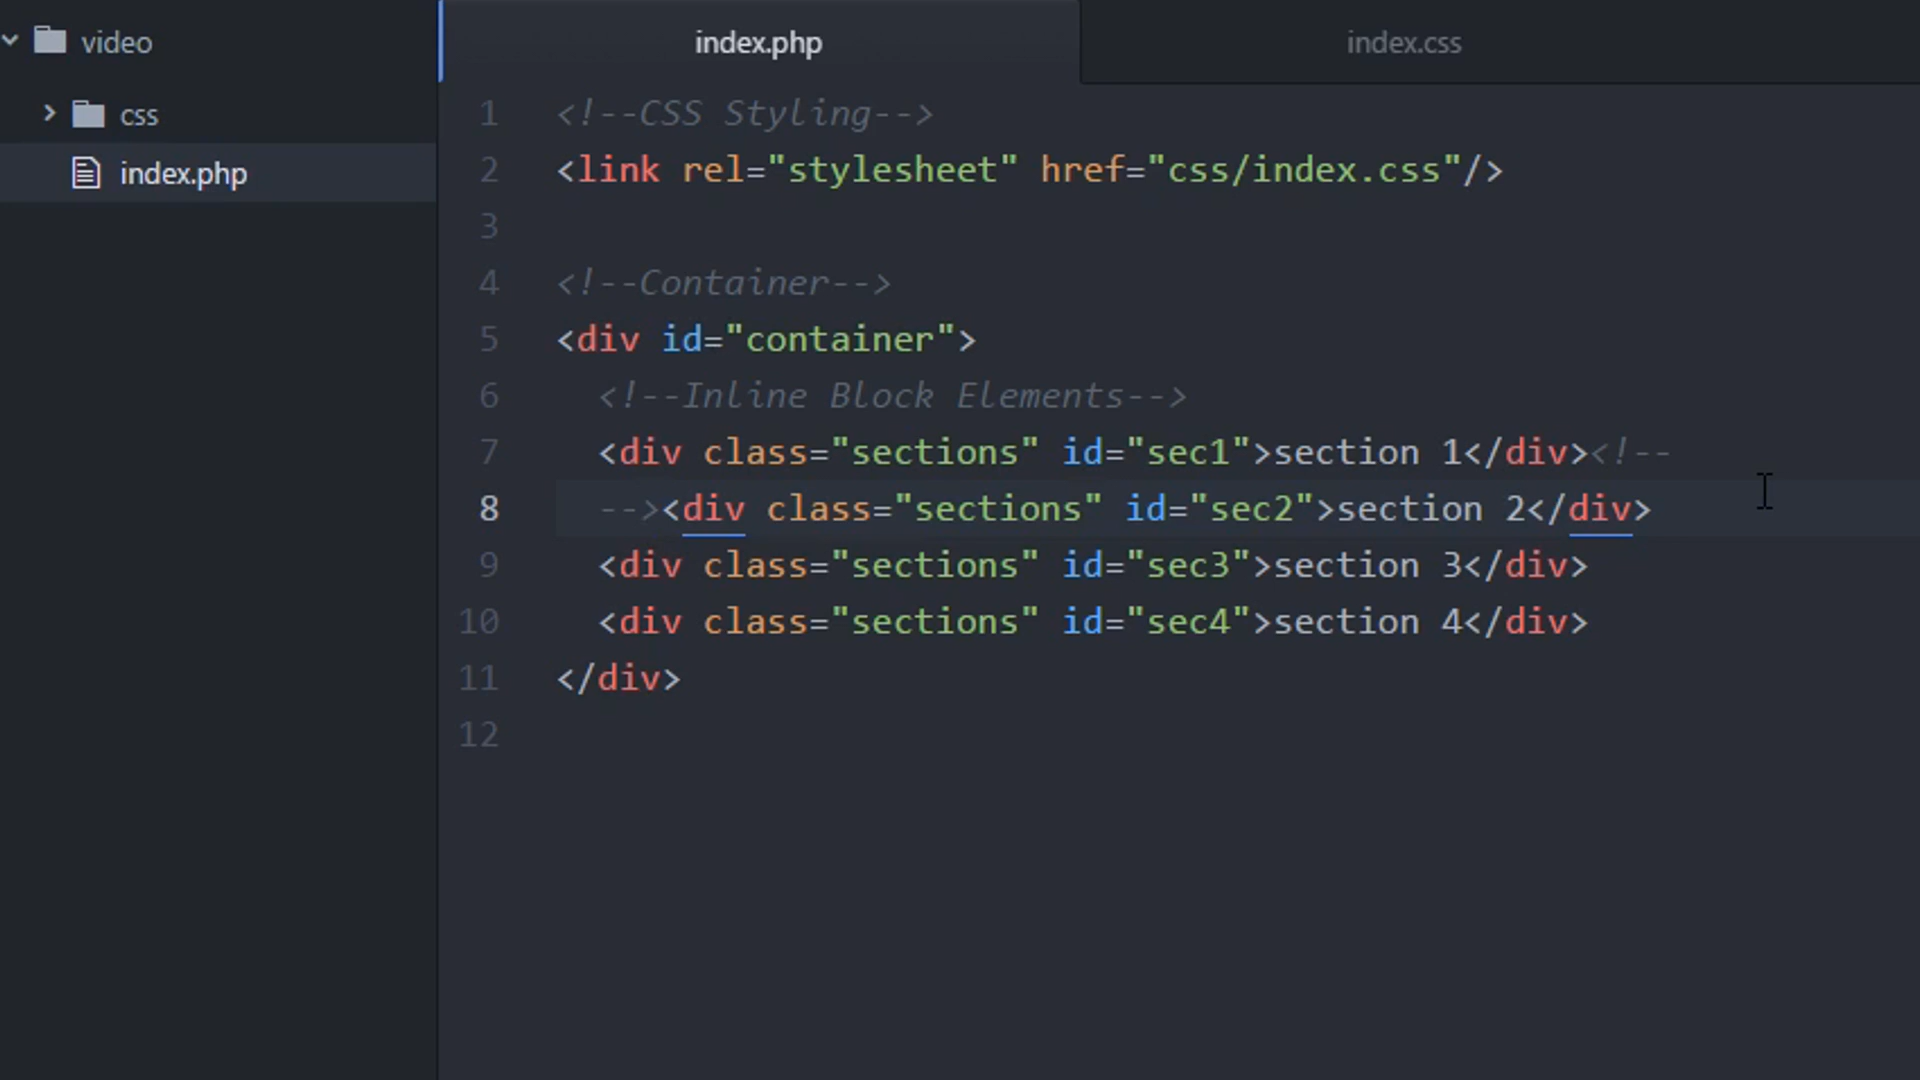 video
css
index.php
index.php
index.css
1 <!--CSS Styling-->
2 <link rel="stylesheet" href="css/index.css"/>
3
4 <!--Container-->
5 <div id="container">
6 <!--Inline Block Elements-->
7 <div class="sections" id="sec1">section 1</div><!--
8 --><div class="sections" id="sec2">section 2</div>
9 <div class="sections" id="sec3">section 3</div>
10 <div class="sections" id="sec4">section 4</div>
11 </div>
12